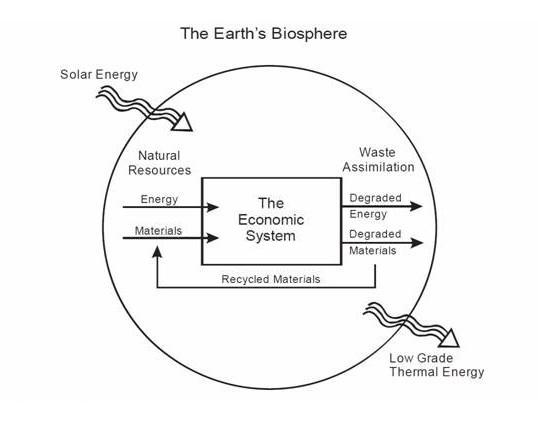 The Earth's Biosphere
Solar Energy
Natural
Resources
Waste
Assimilation
Energy
Materials
The
Economic
System
Degraded
Energy
Degraded
Materials
Recycled Materials
Low Grade
Thermal Energy